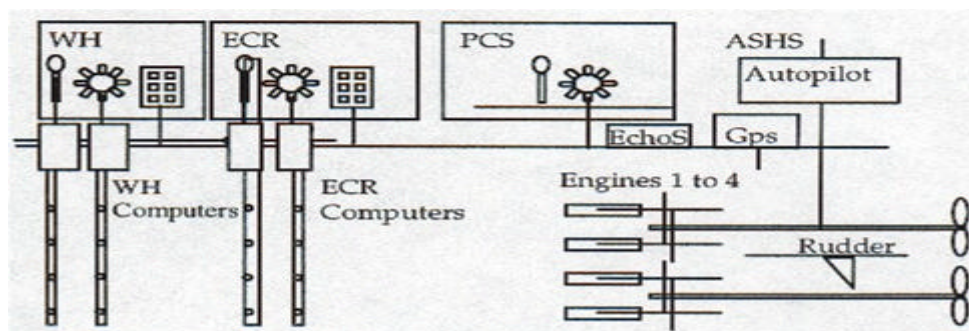 WH
ECR
PCS
ASHS
Autopilot
EchoS
Gps
WH
Computers
ECR
Computers
Engines 1 to 4
Rudder